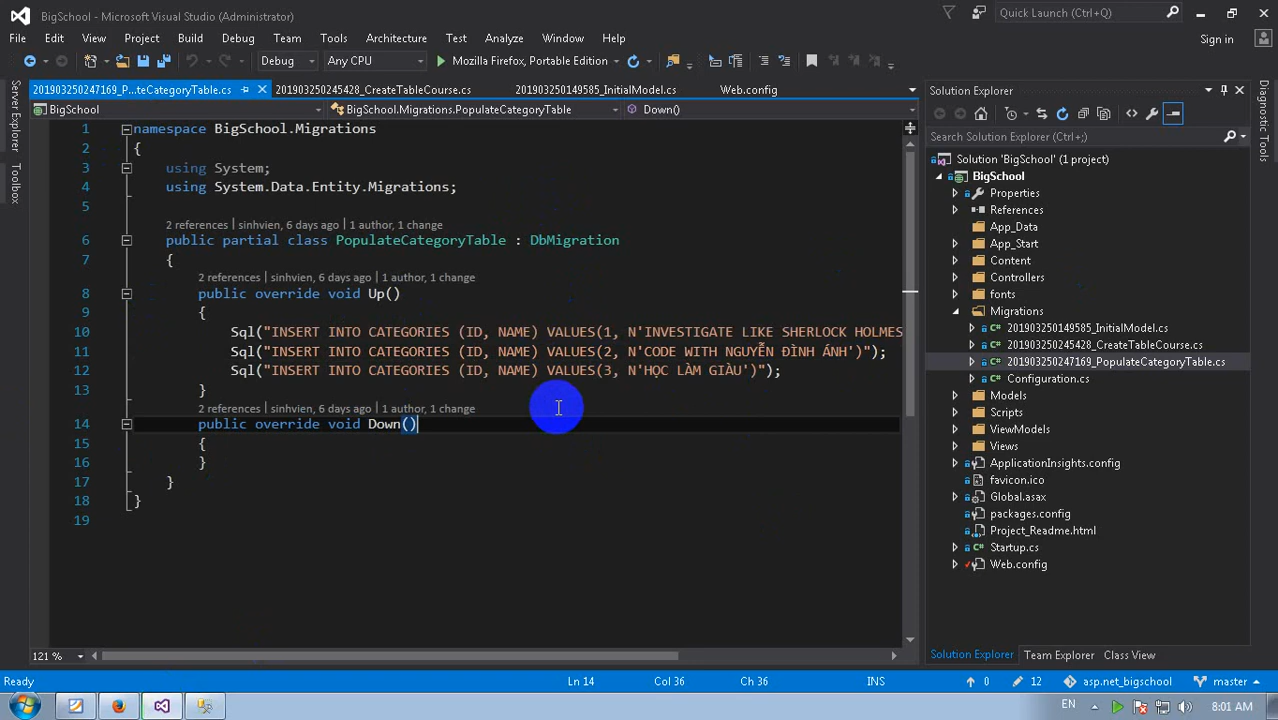 BigSchool - Microsoft Visual Studio (Administrator)
Quick Launch (Ctrl+Q)
File Edit View Project Build Debug Team Tools Architecture Test Analyze Window Help
Sign in
Debug Any CPU Mozilla Firefox, Portable Edition
Server Explorer
Toolbox
201903250247169_P...teCategoryTable.cs 201903250245428_CreateTableCourse.cs 201903250149585_InitialModel.cs Web.config
BigSchool BigSchool.Migrations.PopulateCategoryTable Down()
1 namespace BigSchool.Migrations
2 {
3 using System;
4 using System.Data.Entity.Migrations;
5
2 references | sinhvien, 6 days ago | 1 author, 1 change
6 public partial class PopulateCategoryTable : DbMigration
7 {
2 references | sinhvien, 6 days ago | 1 author, 1 change
8 public override void Up()
9 {
10 Sql("INSERT INTO CATEGORIES (ID, NAME) VALUES(1, N'INVESTIGATE LIKE SHERLOCK HOLMES
11 Sql("INSERT INTO CATEGORIES (ID, NAME) VALUES(2, N'CODE WITH NGUYỄN ĐÌNH ÁNH')");
12 Sql("INSERT INTO CATEGORIES (ID, NAME) VALUES(3, N'HỌC LÀM GIÀU')");
13 }
2 references | sinhvien, 6 days ago | 1 author, 1 change
14 public override void Down()
15 {
16 }
17 }
18 }
19
121 %
Solution Explorer
Search Solution Explorer (Ctrl+;)
Solution 'BigSchool' (1 project)
BigSchool
Properties
References
App_Data
App_Start
Content
Controllers
fonts
Migrations
201903250149585_InitialModel.cs
201903250245428_CreateTableCourse.cs
201903250247169_PopulateCategoryTable.cs
Configuration.cs
Models
Scripts
ViewModels
Views
ApplicationInsights.config
favicon.ico
Global.asax
packages.config
Project_Readme.html
Startup.cs
Web.config
Solution Explorer Team Explorer Class View
Diagnostic Tools
Ready Ln 14 Col 36 Ch 36 INS 0 12 asp.net_bigschool master
EN 8:01 AM